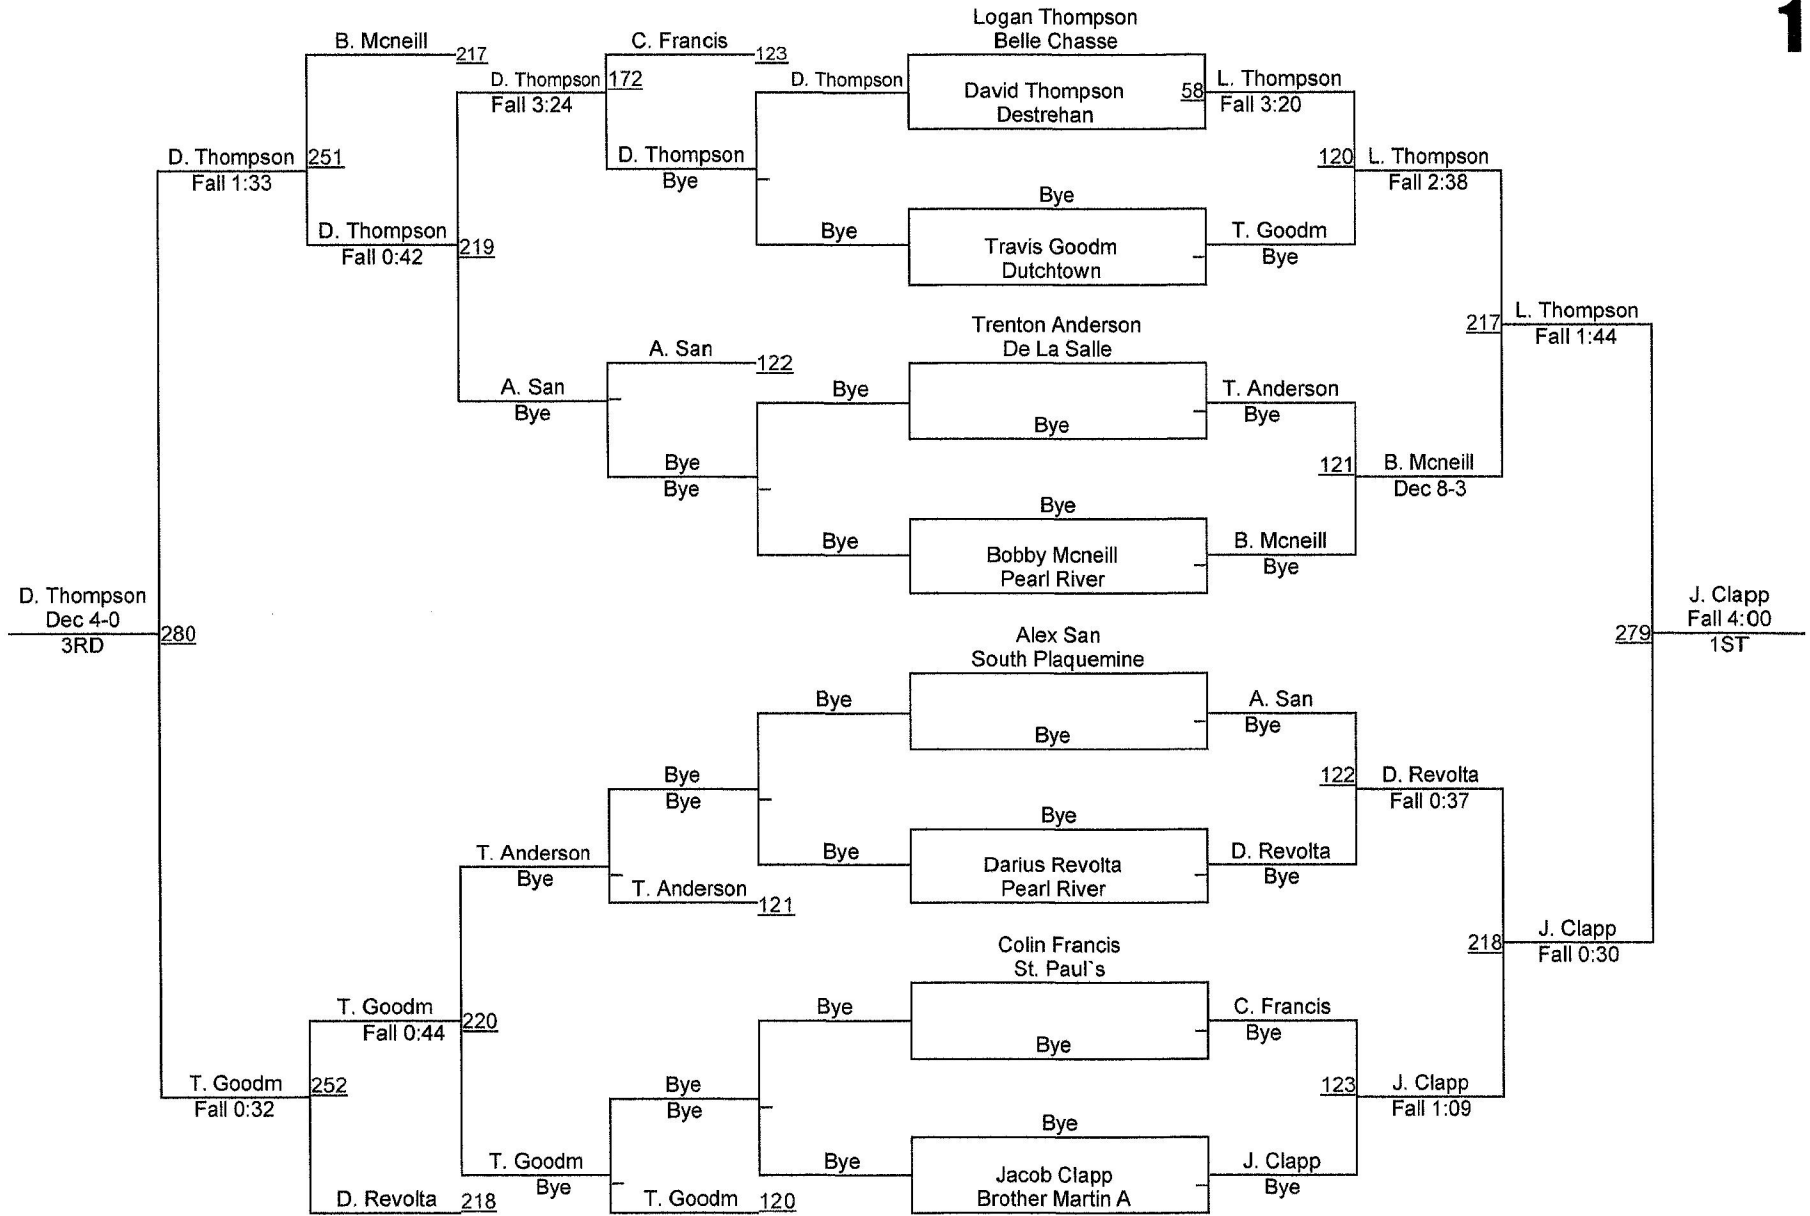 1
Logan Thompson
Belle Chasse
B. Mcneill
217
C. Francis
123
D. Thompson
172
Fall 3:24
D. Thompson
David Thompson
Destrehan
58
L. Thompson
Fall 3:20
D. Thompson
Fall 1:33
251
D. Thompson
Bye
120
L. Thompson
Fall 2:38
D. Thompson
Fall 0:42
219
Bye
Bye
Travis Goodm
Dutchtown
T. Goodm
Bye
Trenton Anderson
De La Salle
217
L. Thompson
Fall 1:44
A. San
122
A. San
Bye
Bye
Bye
T. Anderson
Bye
Bye
Bye
121
B. Mcneill
Dec 8-3
Bye
Bye
Bobby Mcneill
Pearl River
B. Mcneill
Bye
D. Thompson
Dec 4-0
3RD
280
J. Clapp
Fall 4:00
1ST
279
Alex San
South Plaquemine
Bye
Bye
A. San
Bye
Bye
Bye
122
D. Revolta
Fall 0:37
T. Anderson
Bye
T. Anderson
121
Bye
Bye
Darius Revolta
Pearl River
D. Revolta
Bye
Colin Francis
St. Paul`s
218
J. Clapp
Fall 0:30
T. Goodm
Fall 0:44
220
Bye
Bye
C. Francis
Bye
T. Goodm
Fall 0:32
252
Bye
Bye
123
J. Clapp
Fall 1:09
T. Goodm
Bye
Bye
Bye
Jacob Clapp
Brother Martin A
J. Clapp
Bye
D. Revolta
218
T. Goodm
120